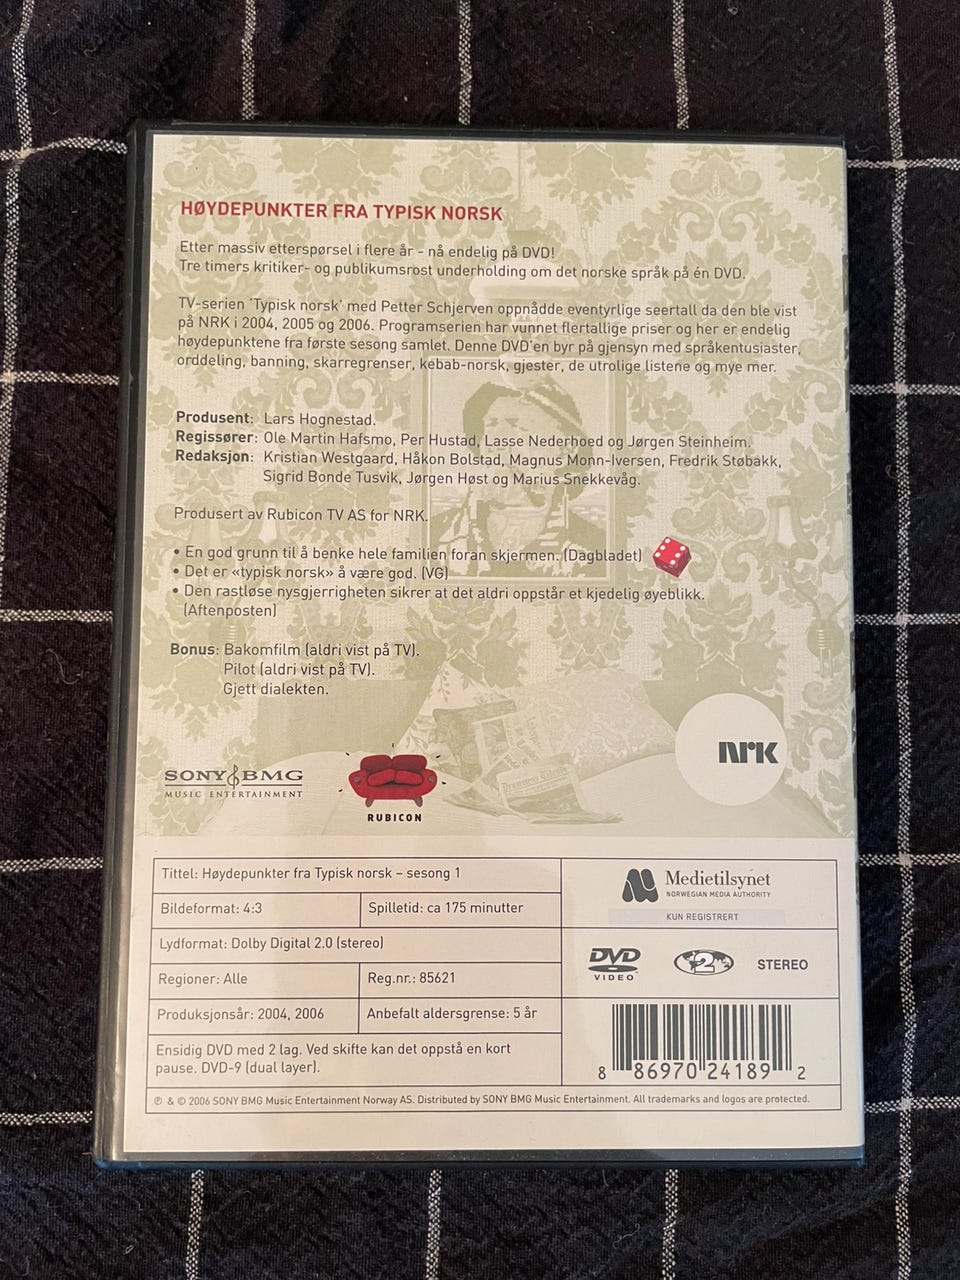 HØYDEPUNKTER FRA TYPISK NORSK
Etter massiv etterspørsel i flere år - nå endelig på DVD!
Tre timers kritiker- og publikumsrost underholding om det norske språk på én DVD.
TV-serien 'Typisk norsk' med Petter Schjerven oppnådde eventyrlige seertall da den ble vist
på NRK i 2004, 2005 og 2006. Programserien har vunnet flertallige priser og her er endelig
høydepunktene fra første sesong samlet. Denne DVD'en byr på gjensyn med språkentusiaster,
orddeling, banning, skarregrenser, kebab-norsk, gjester, de utrolige listene og mye mer.
Produsent: Lars Hognestad.
Regissører: Ole Martin Hafsmo, Per Hustad, Lasse Nederhoed og Jørgen Steinheim.
Redaksjon: Kristian Westgaard, Håkon Bolstad, Magnus Monn-Iversen, Fredrik Støbakk,
Sigrid Bonde Tusvik, Jørgen Høst og Marius Snekkevåg.
Produsert av Rubicon TV AS for NRK.
• En god grunn til å benke hele familien foran skjermen. (Dagbladet)
• Det er «typisk norsk» å være god. (VG)
• Den rastløse nysgjerrigheten sikrer at det aldri oppstår et kjedelig øyeblikk.
(Aftenposten)
Bonus: Bakomfilm (aldri vist på TV).
Pilot (aldri vist på TV).
Gjett dialekten.
NRK
SONY BMG
MUSIC ENTERTAINMENT
RUBICON
Tittel: Høydepunkter fra Typisk norsk – sesong 1
Bildeformat: 4:3
Spilletid: ca 175 minutter
Lydformat: Dolby Digital 2.0 (stereo)
Regioner: Alle
Reg.nr.: 85621
Produksjonsår: 2004, 2006
Anbefalt aldersgrense: 5 år
Ensidig DVD med 2 lag. Ved skifte kan det oppstå en kort
pause. DVD-9 (dual layer).
Medietilsynet
NORWEGIAN MEDIA AUTHORITY
KUN REGISTRERT
DVD
VIDEO
2
STEREO
8 86970 24189 2
℗ & © 2006 SONY BMG Music Entertainment Norway AS. Distributed by SONY BMG Music Entertainment. All trademarks and logos are protected.